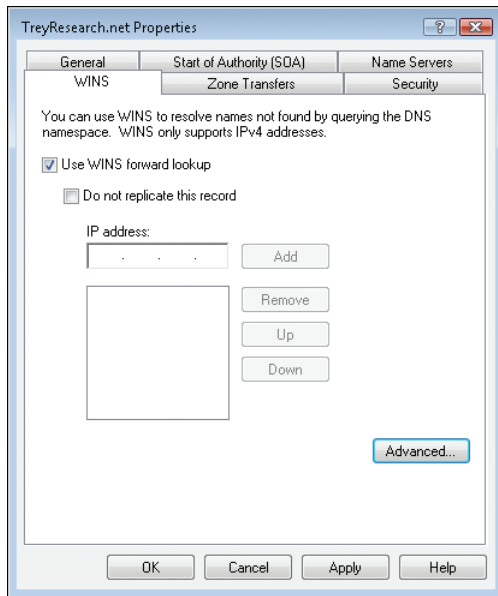 TreyResearch.net Properties
General
Start of Authority (SOA)
Name Servers
WINS
Zone Transfers
Security
You can use WINS to resolve names not found by querying the DNS
namespace. WINS only supports IPv4 addresses.
Use WINS forward lookup
Do not replicate this record
IP address:
. . .
Add
Remove
Up
Down
Advanced...
OK
Cancel
Apply
Help